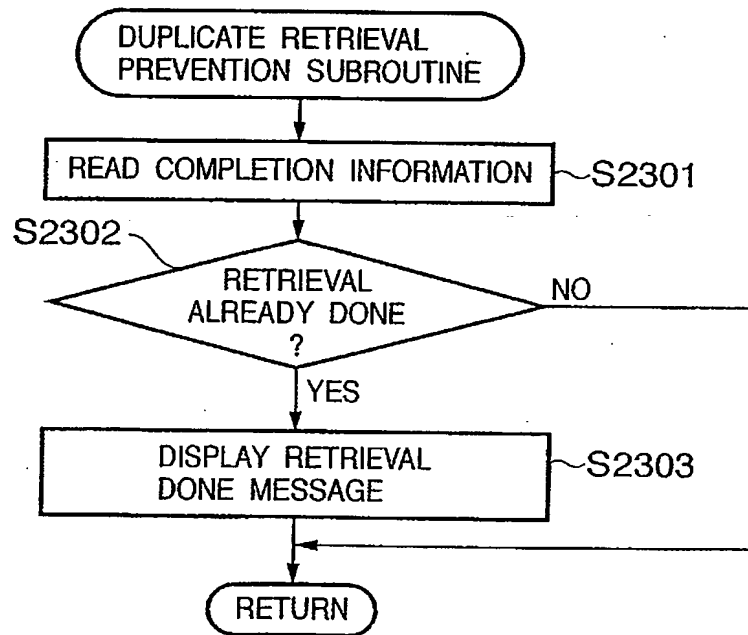 DUPLICATE RETRIEVAL
PREVENTION SUBROUTINE
READ COMPLETION INFORMATION
S2301
S2302
RETRIEVAL
ALREADY DONE
?
NO
YES
DISPLAY RETRIEVAL
DONE MESSAGE
S2303
RETURN